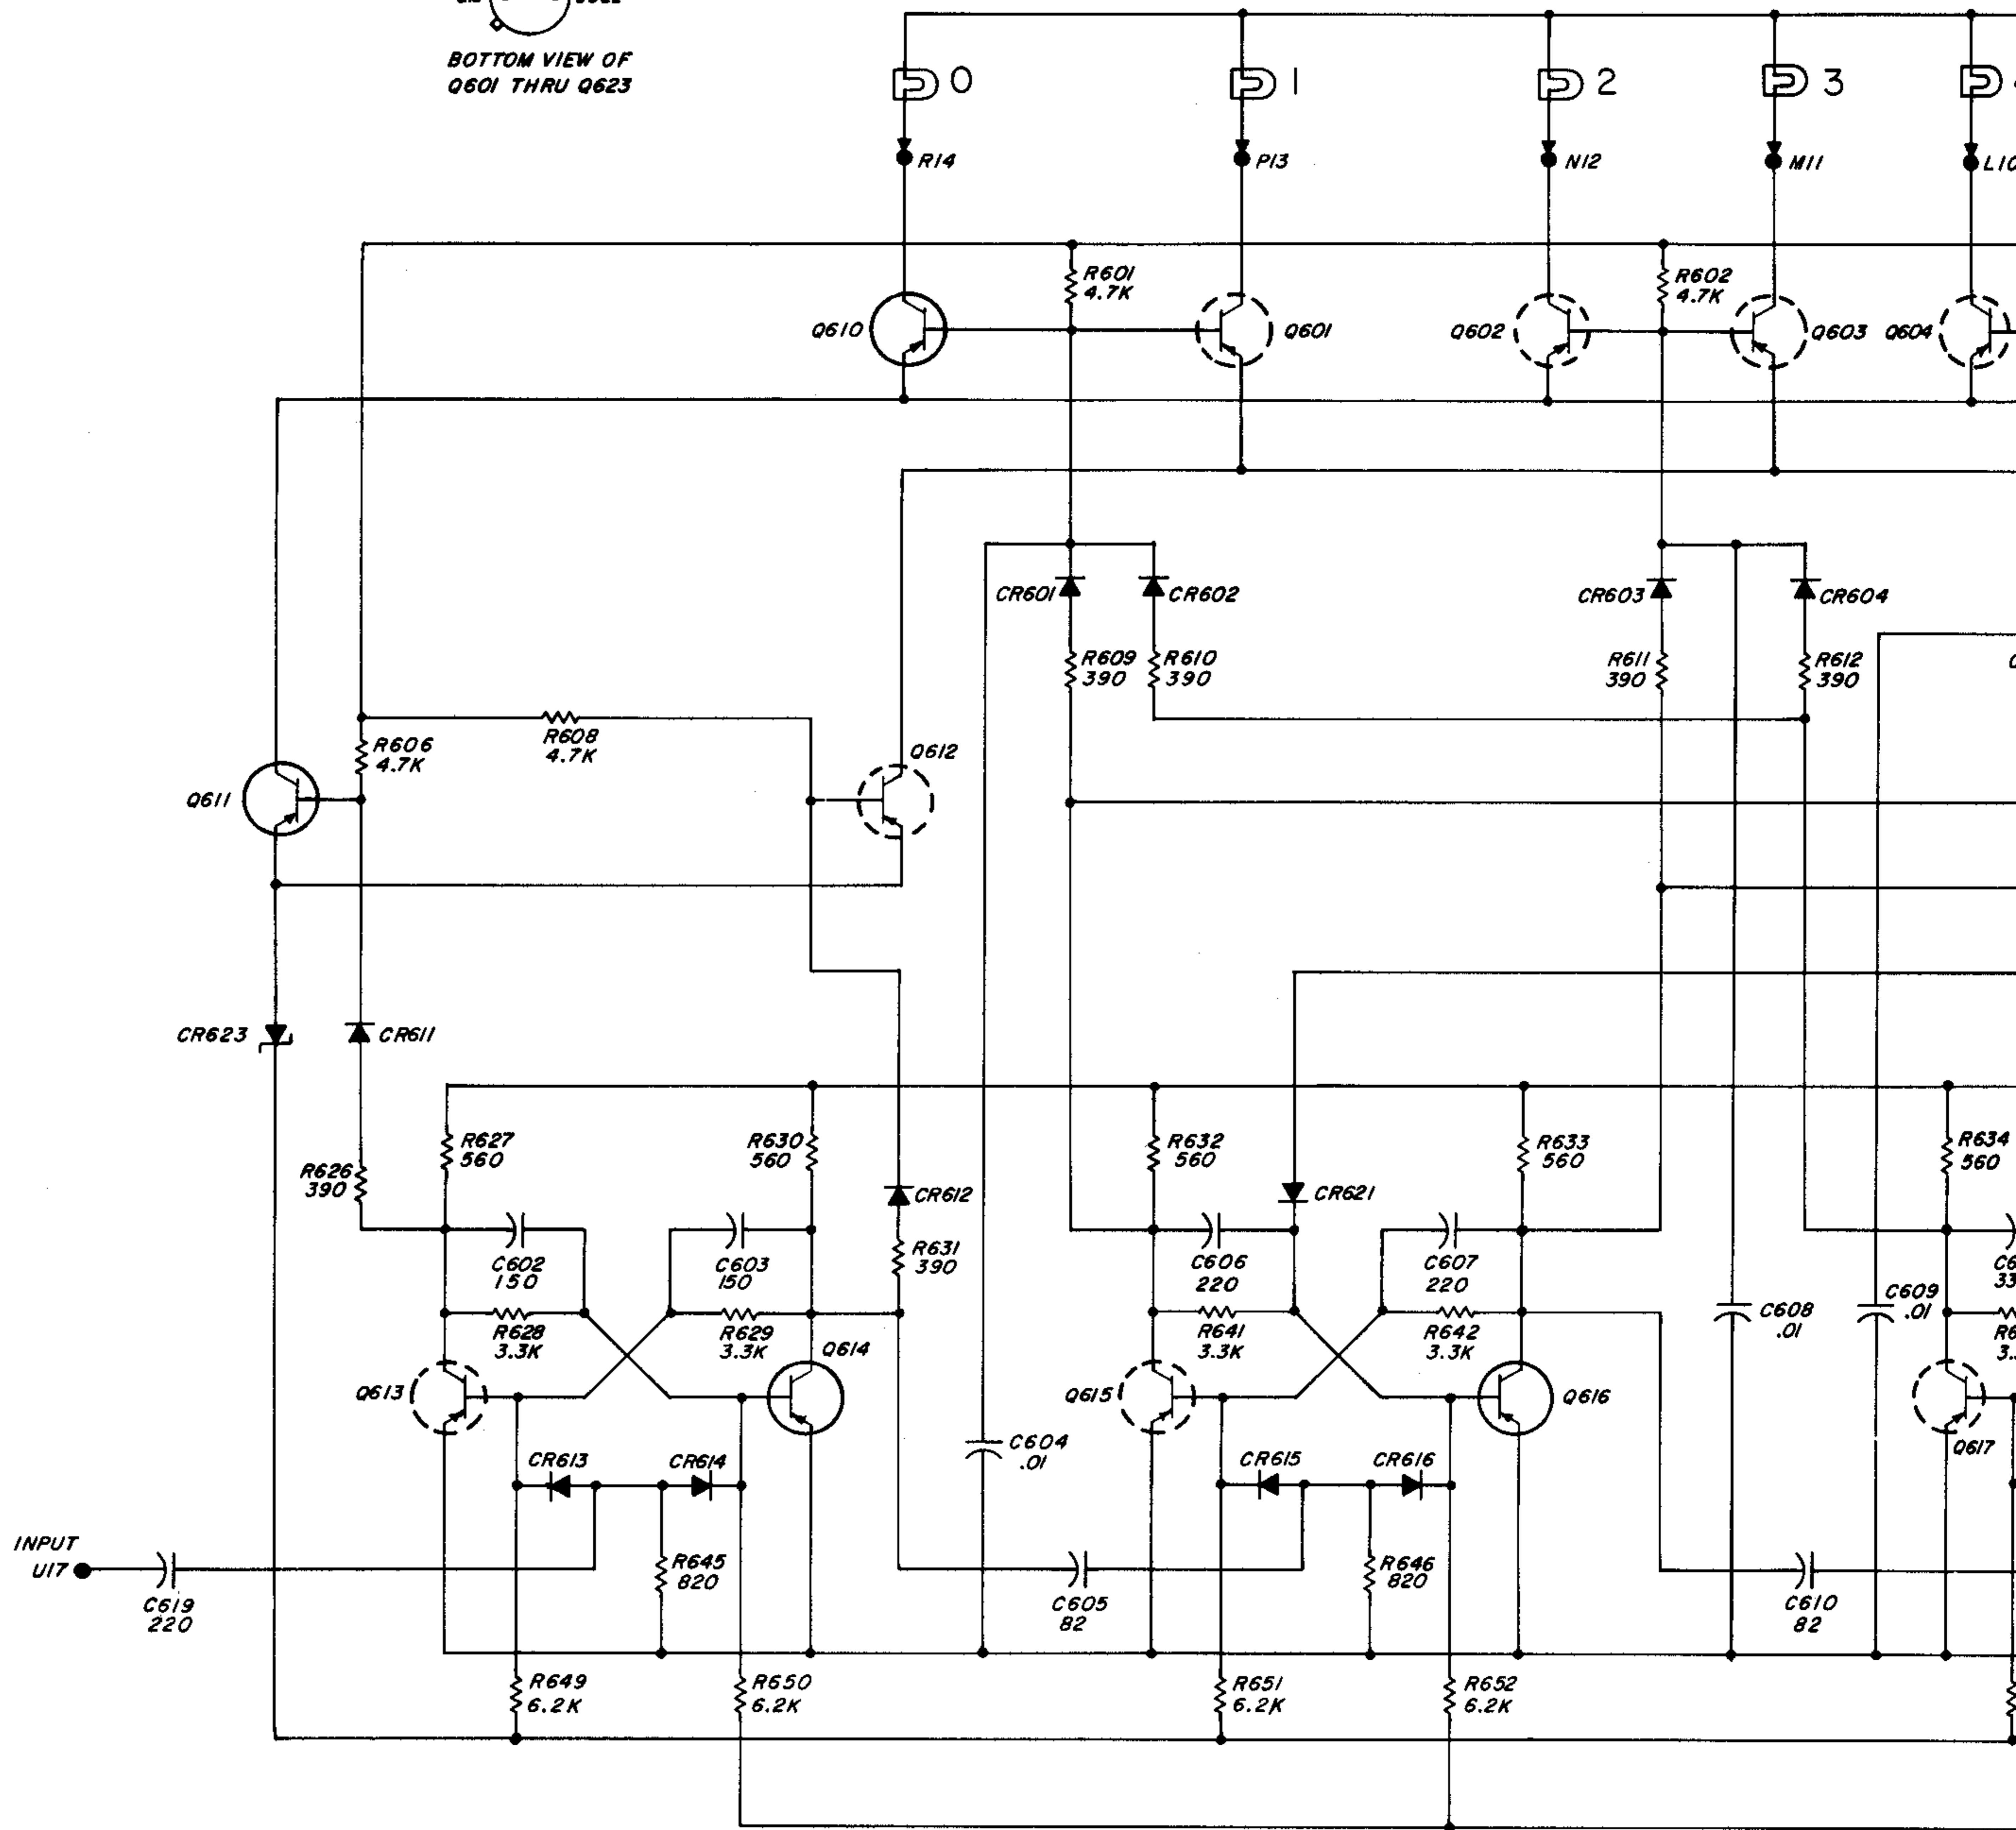 BOTTOM VIEW OF
Q601 THRU Q623
0
1
2
3
R14
P13
N12
M11
R601
4.7K
R602
4.7K
Q610
Q601
Q602
Q603
Q604
CR601
CR602
CR603
CR604
R609
390
R610
390
R611
390
R612
390
R606
4.7K
R608
4.7K
Q612
Q611
CR623
CR611
R627
560
R630
560
R632
560
R633
560
R634
560
R626
390
CR612
CR621
C602
150
C603
150
R631
390
C606
220
C607
220
C608
.01
C609
.01
R628
3.3K
R629
3.3K
Q614
R641
3.3K
R642
3.3K
Q613
Q615
Q616
Q617
CR613
CR614
C604
.01
CR615
CR616
INPUT
U17
C619
220
R645
820
C605
82
R646
820
C610
82
R649
6.2K
R650
6.2K
R651
6.2K
R652
6.2K